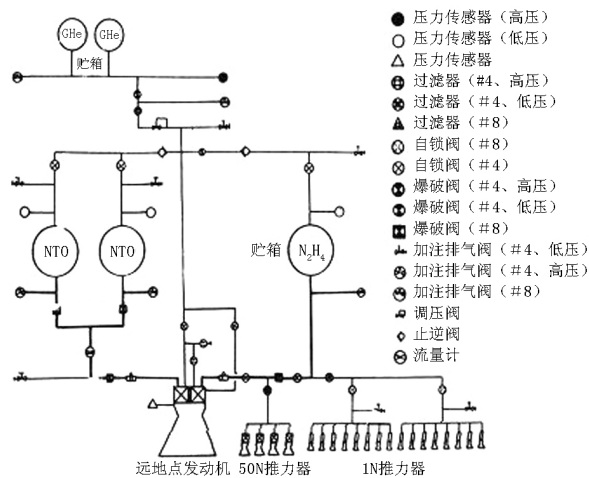 GHe GHe
贮箱
NTO NTO
贮箱 N₂H₄
远地点发动机 50N推力器 1N推力器
压力传感器(高压)
压力传感器(低压)
压力传感器
过滤器(#4、高压)
过滤器(#4、低压)
过滤器(#8)
自锁阀(#8)
自锁阀(#4)
爆破阀(#4、高压)
爆破阀(#4、低压)
爆破阀(#8)
加注排气阀(#4、低压)
加注排气阀(#4、高压)
加注排气阀(#8)
调压阀
止逆阀
流量计